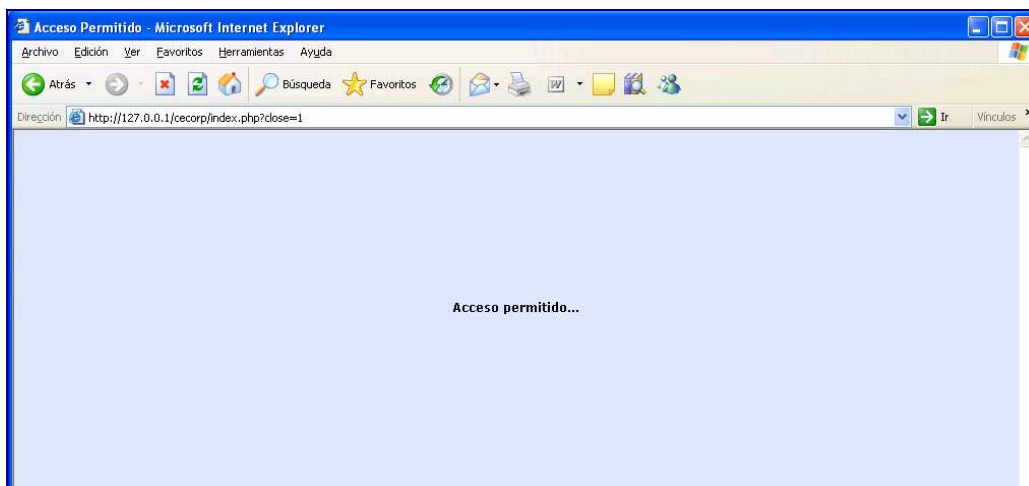 Acceso Permitido - Microsoft Internet Explorer
Archivo Edición Ver Favoritos Herramientas Ayuda
Atrás Búsqueda Favoritos W
Dirección http://127.0.0.1/cecorp/index.php?close=1 Ir Vínculos »
Acceso permitido...